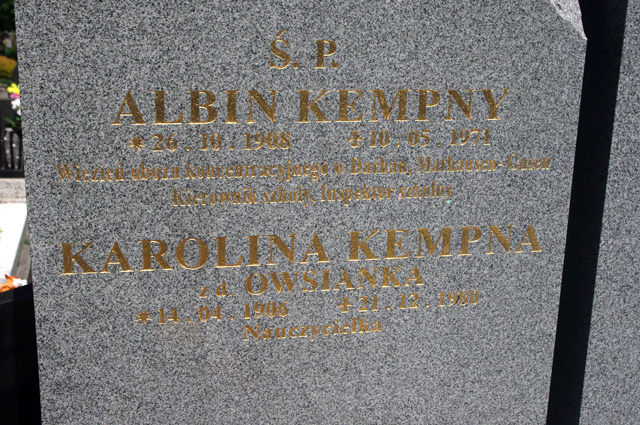 Ś. P.
ALBIN KEMPNY
✶ 26.10.1908 ✝ 10.05.1971
Więzień obozu koncentracyjnego w Dachau, Mathausen-Gusen
Kierownik szkoły, Inspektor szkolny
KAROLINA KEMPNA
z d. OWSIANKA
✶ 14.04.1906 ✝ 21.12.1980
Nauczycielka